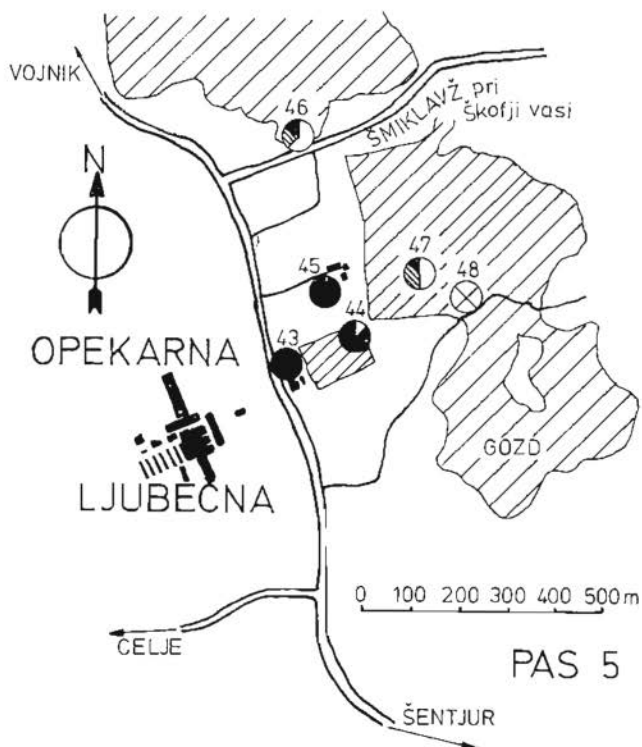 VOJNIK
46
ŠMIKLAVŽ pri
Škofji vasi
N
47
48
45
44
43
OPEKARNA
LJUBEČNA
GOZD
0 100 200 300 400 500 m
CELJE
PAS 5
ŠENTJUR